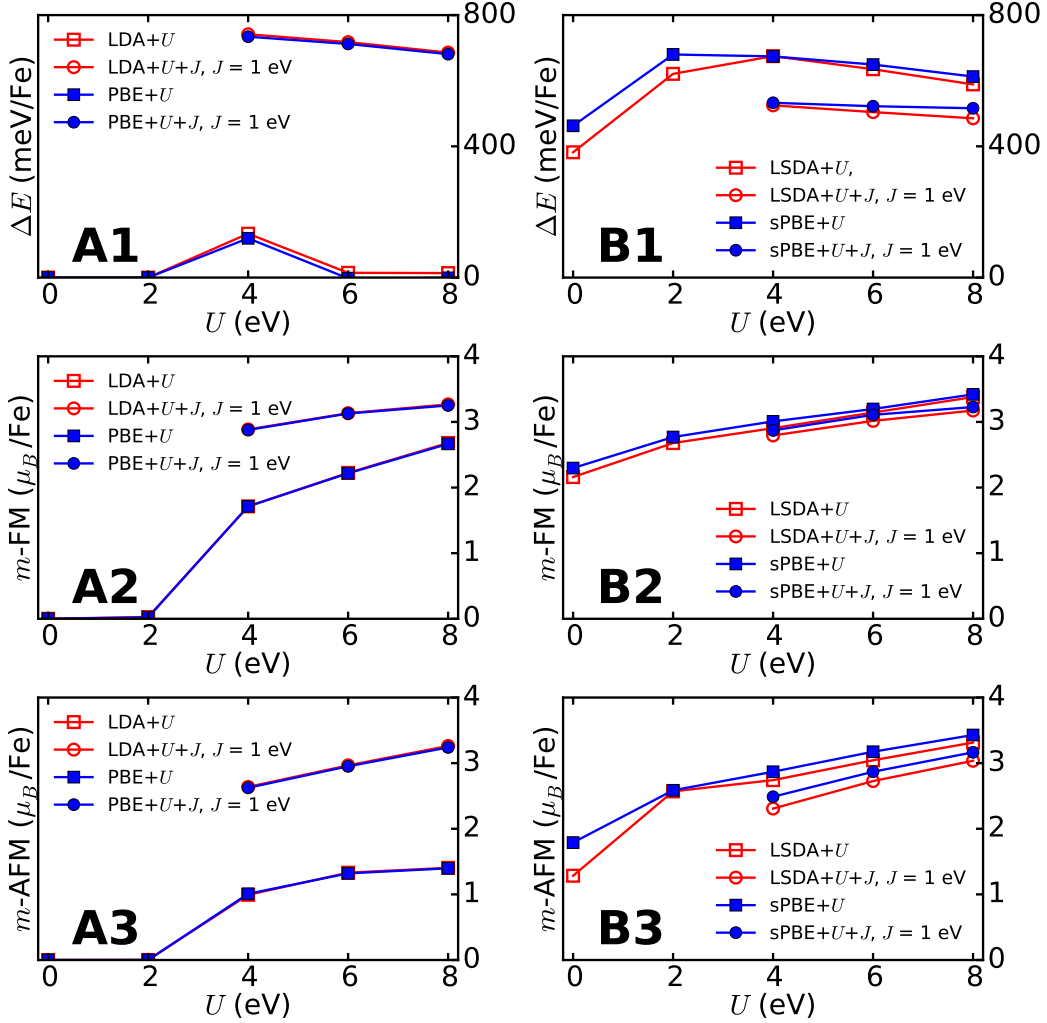 ΔE (meV/Fe)
LDA+U
LDA+U+J, J = 1 eV
PBE+U
PBE+U+J, J = 1 eV
A1
800
400
0
0 2 4 6 8
U (eV)
ΔE (meV/Fe)
LSDA+U,
LSDA+U+J, J = 1 eV
sPBE+U
sPBE+U+J, J = 1 eV
B1
800
400
0
0 2 4 6 8
U (eV)
m-FM (μB/Fe)
LDA+U
LDA+U+J, J = 1 eV
PBE+U
PBE+U+J, J = 1 eV
A2
4
3
2
1
0
0 2 4 6 8
U (eV)
m-FM (μB/Fe)
LSDA+U
LSDA+U+J, J = 1 eV
sPBE+U
sPBE+U+J, J = 1 eV
B2
4
3
2
1
0
0 2 4 6 8
U (eV)
m-AFM (μB/Fe)
LDA+U
LDA+U+J, J = 1 eV
PBE+U
PBE+U+J, J = 1 eV
A3
4
3
2
1
0
0 2 4 6 8
U (eV)
m-AFM (μB/Fe)
LSDA+U
LSDA+U+J, J = 1 eV
sPBE+U
sPBE+U+J, J = 1 eV
B3
4
3
2
1
0
0 2 4 6 8
U (eV)